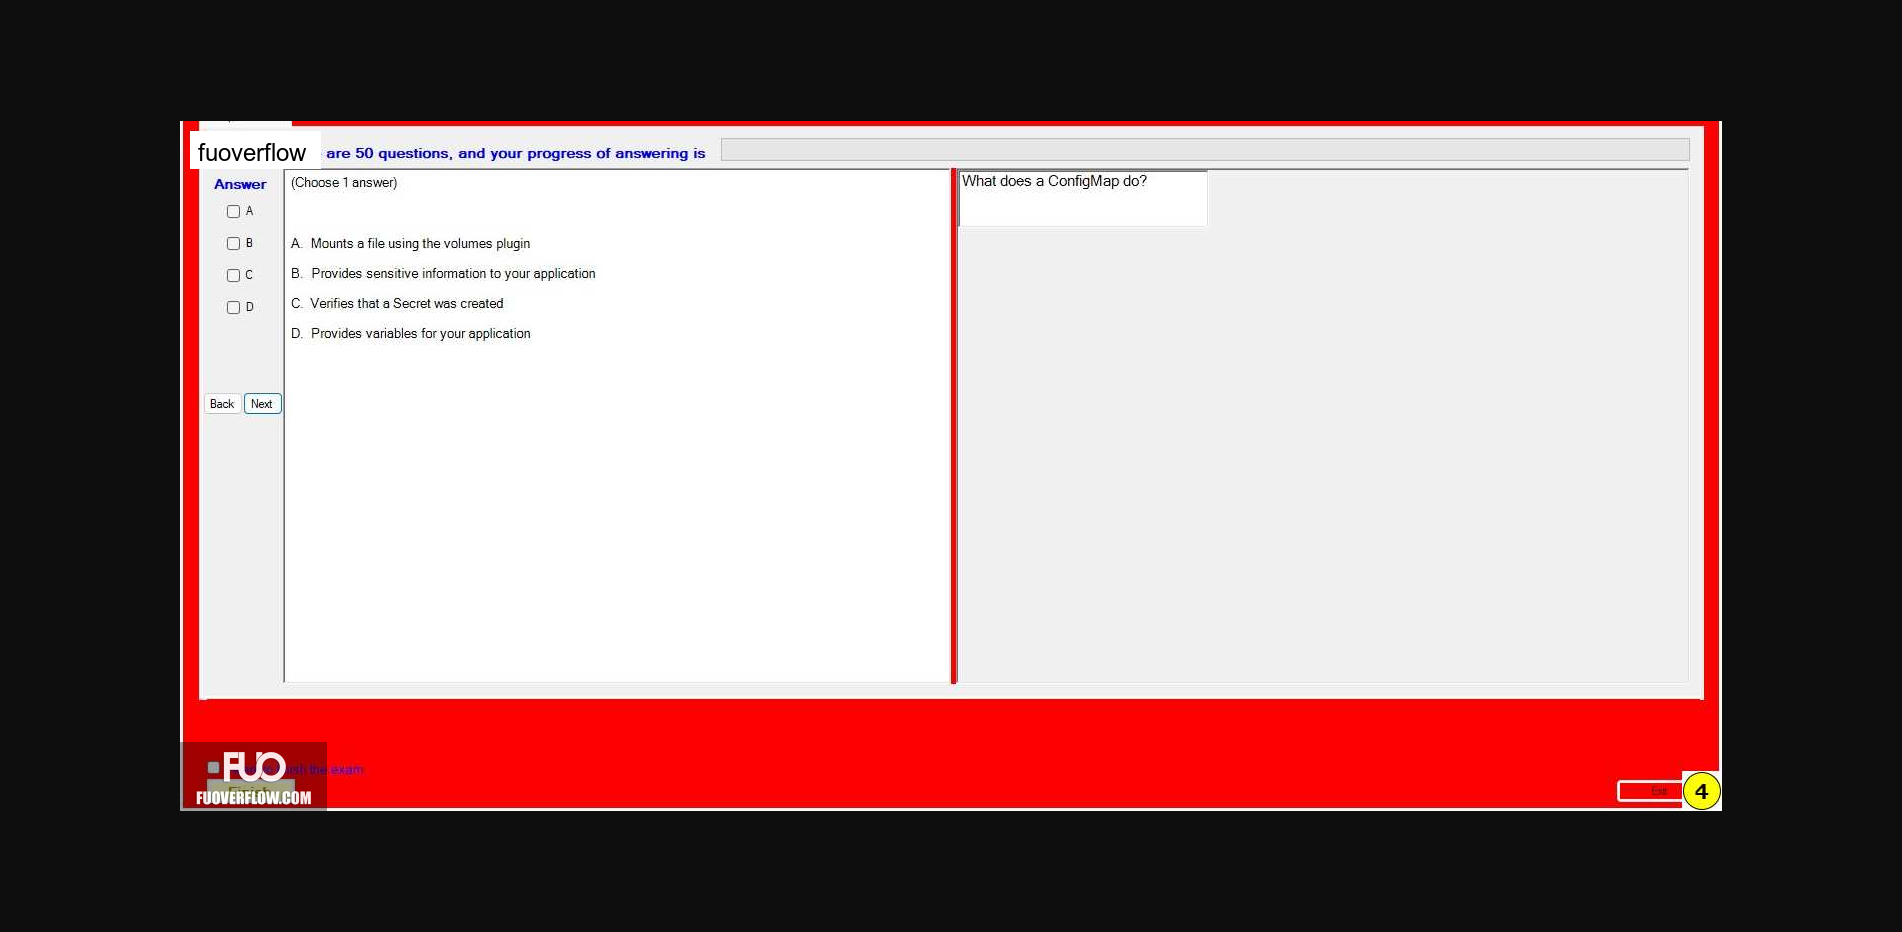 fuoverflow are 50 questions, and your progress of answering is
Answer
(Choose 1 answer)
What does a ConfigMap do?
A
B
C
D
A. Mounts a file using the volumes plugin
B. Provides sensitive information to your application
C. Verifies that a Secret was created
D. Provides variables for your application
Back Next
FUO
the exam
Finish
FUOVERFLOW.COM
Exit
4